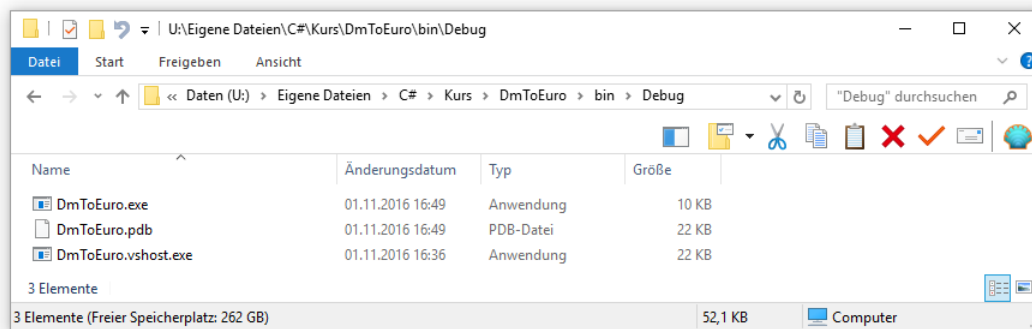 U:\Eigene Dateien\C#\Kurs\DmToEuro\bin\Debug
Datei Start Freigeben Ansicht
« Daten (U:) > Eigene Dateien > C# > Kurs > DmToEuro > bin > Debug "Debug" durchsuchen
Name Änderungsdatum Typ Größe
DmToEuro.exe 01.11.2016 16:49 Anwendung 10 KB
DmToEuro.pdb 01.11.2016 16:49 PDB-Datei 22 KB
DmToEuro.vshost.exe 01.11.2016 16:36 Anwendung 22 KB
3 Elemente
3 Elemente (Freier Speicherplatz: 262 GB) 52,1 KB Computer